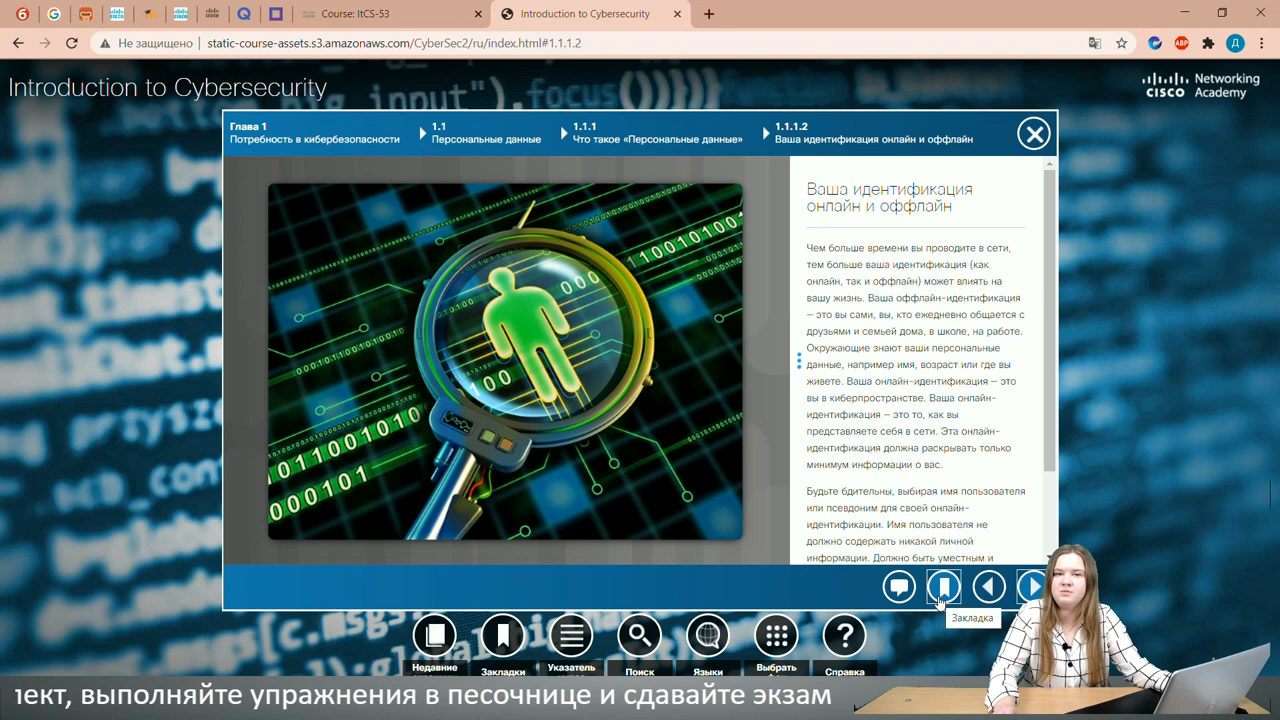 Course: ItCS-53
Introduction to Cybersecurity
Не защищено
static-course-assets.s3.amazonaws.com/CyberSec2/ru/index.html#1.1.1.2
ABP
Д
Introduction to Cybersecurity
cisco
Networking
Academy
input").focus()))}
Глава 1
Потребность в кибербезопасности
1.1
Персональные данные
1.1.1
Что такое «Персональные данные»
1.1.1.2
Ваша идентификация онлайн и оффлайн
Ваша идентификация
онлайн и оффлайн
Чем больше времени вы проводите в сети,
тем больше ваша идентификация (как
онлайн, так и оффлайн) может влиять на
вашу жизнь. Ваша оффлайн-идентификация
– это вы сами, вы, кто ежедневно общается с
друзьями и семьей дома, в школе, на работе.
Окружающие знают ваши персональные
данные, например имя, возраст или где вы
живете. Ваша онлайн-идентификация – это
вы в киберпространстве. Ваша онлайн-
идентификация – это то, как вы
представляете себя в сети. Эта онлайн-
идентификация должна раскрывать только
минимум информации о вас.
Будьте бдительны, выбирая имя пользователя
или псевдоним для своей онлайн-
идентификации. Имя пользователя не
должно содержать никакой личной
информации. Должно быть уместным и
Закладка
Недавние
Закладки
Указатель
Поиск
Языки
Выбрать
Справка
лект, выполняйте упражнения в песочнице и сдавайте экзам